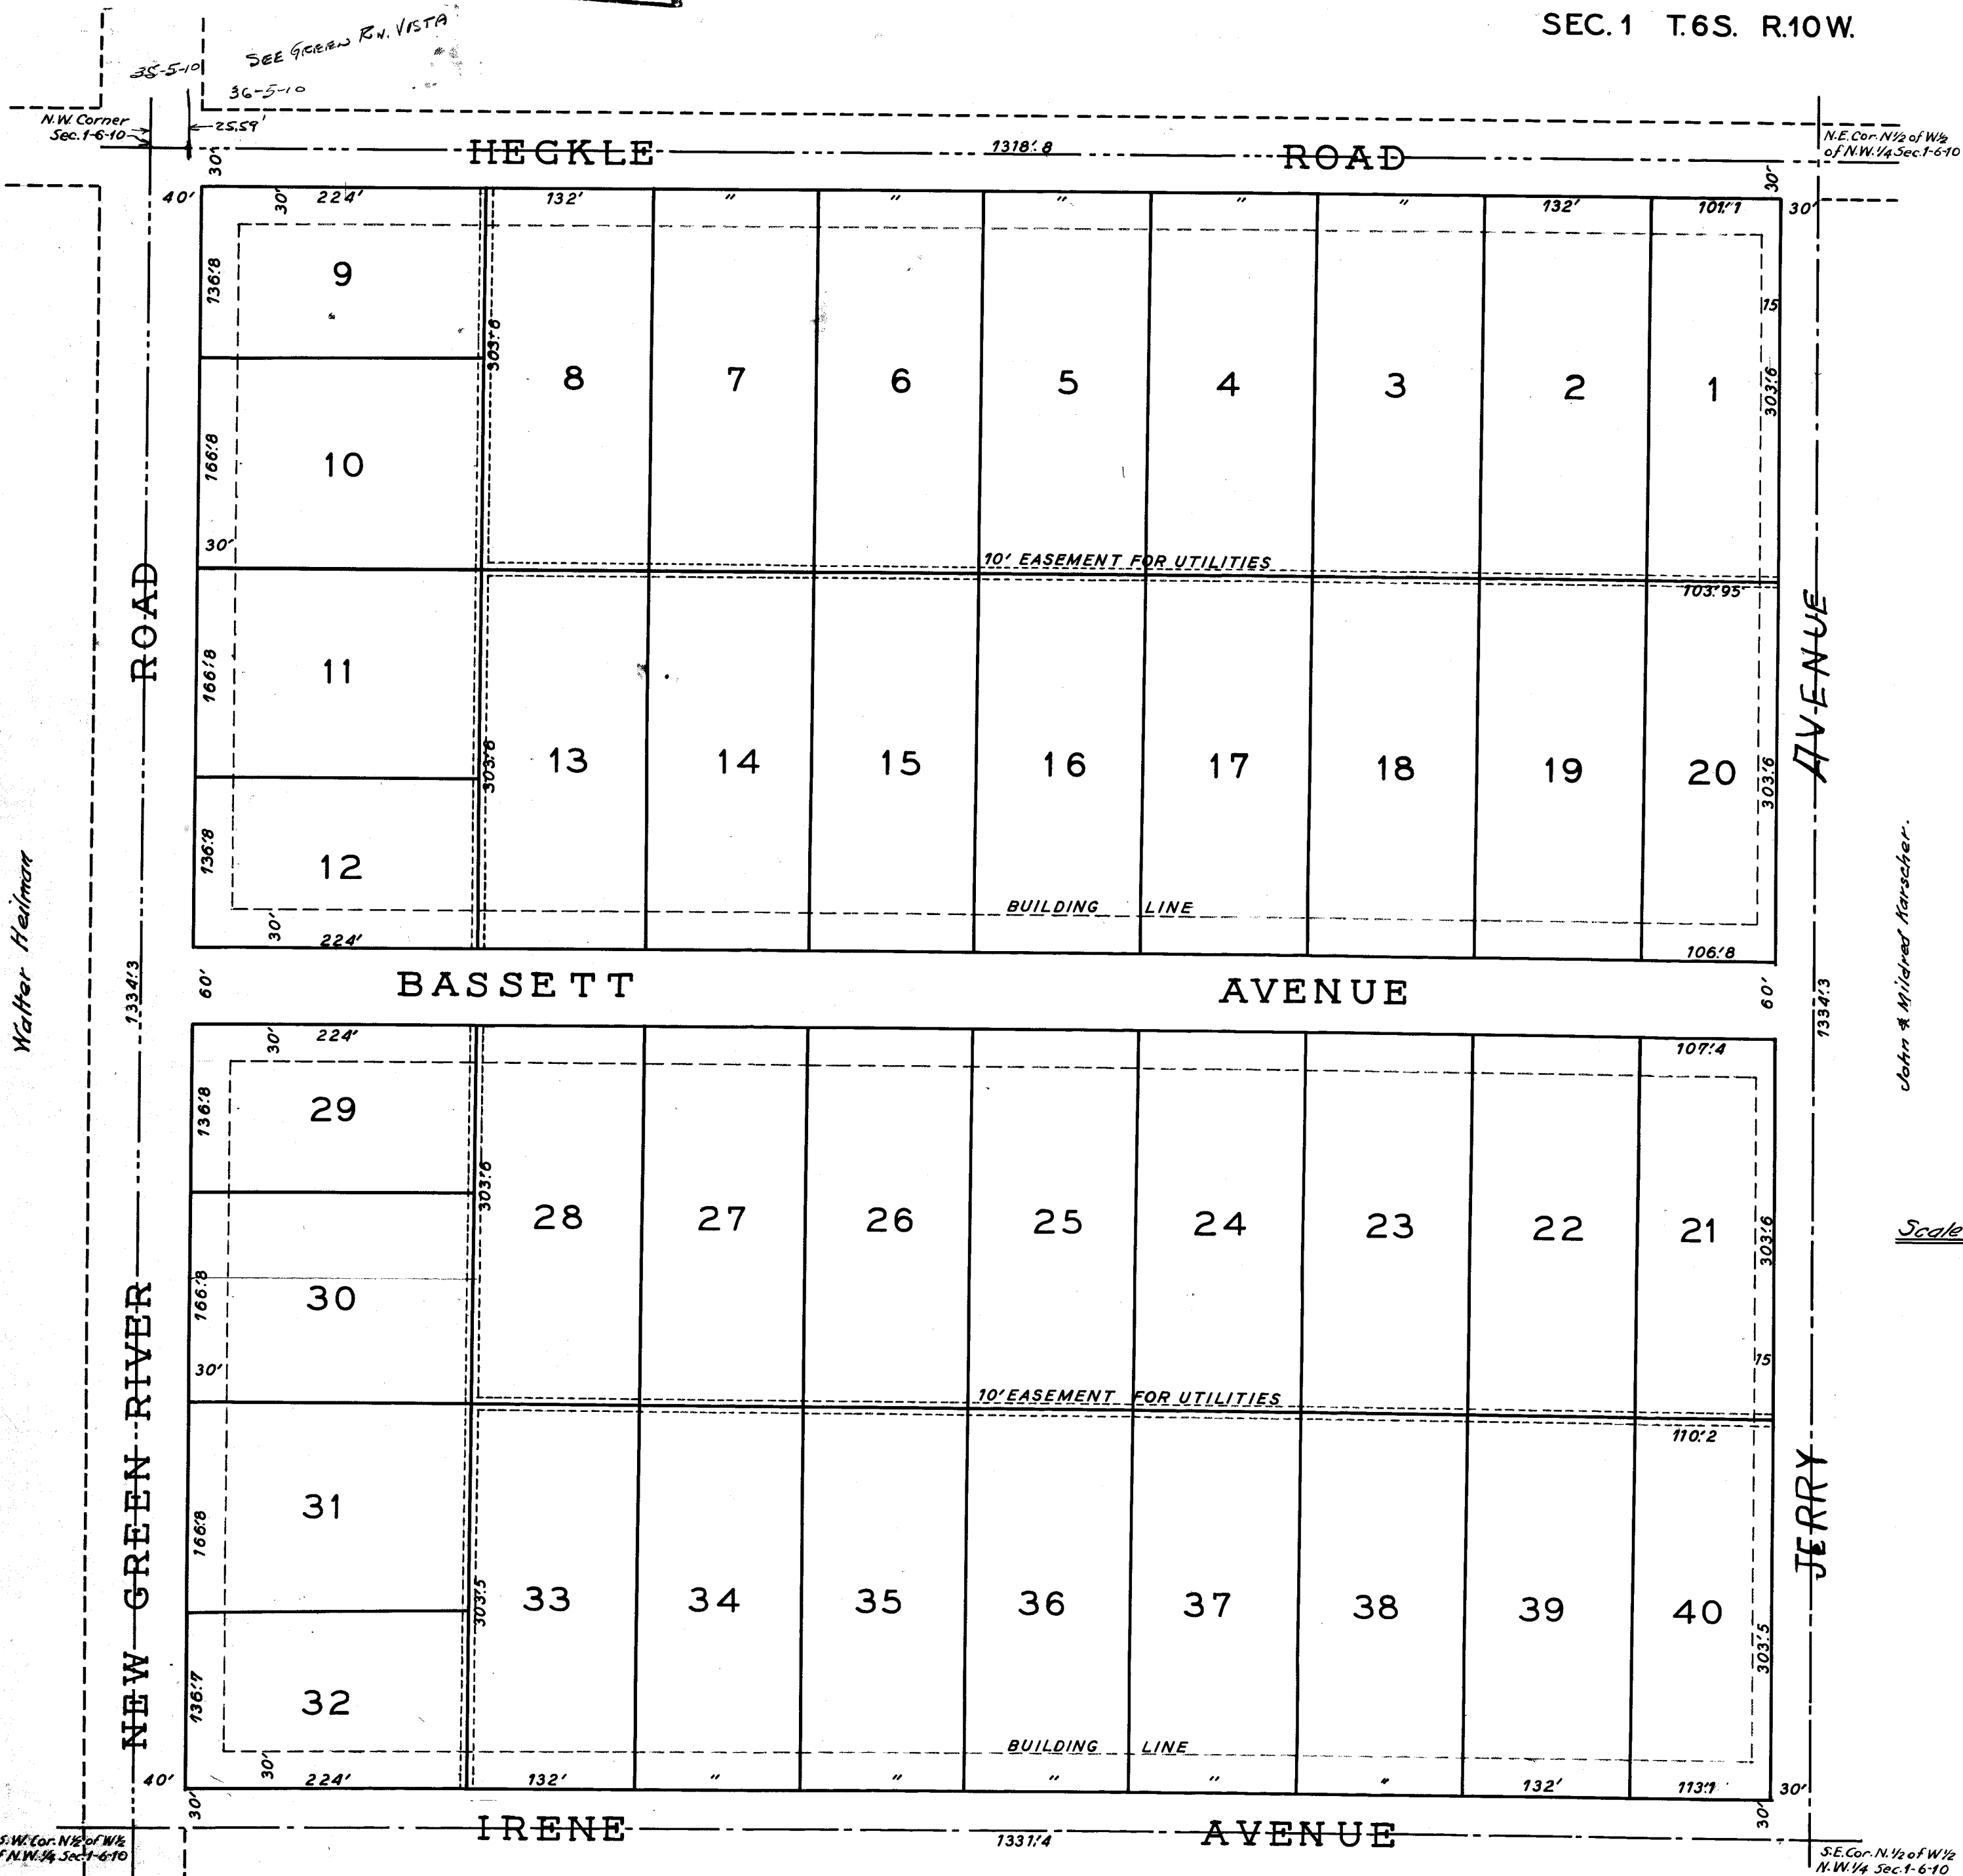 SEC. 1 T.6S. R.10W.
SEE GREEN RV. VISTA
35-5-10
36-5-10
N.W. Corner
Sec. 1-6-10
25.59'
30'
HECKLE 1318.'8 ROAD
30'
N.E. Cor. N½ of W½
of N.W. ¼ Sec. 1-6-10
40' 30' 224' 132' " " " " " 132' 101.'1 30'
136.'8 9 303.'6 15
166.'8 10 8 7 6 5 4 3 2 1 303.'6
30'
10' EASEMENT FOR UTILITIES
103.'95
ROAD
AVENUE
166.'8 11
303.'6 13 14 15 16 17 18 19 20 303.'6
136.'8 12
30' 224' BUILDING LINE 106.'8
Walter Heilman
John & Mildred Karscher.
1334.'3 60' BASSETT AVENUE 60' 1334.'3
30' 224' 107.'4
136.'8 29
303.'6 28 27 26 25 24 23 22 21 303.'6
Scale
166.'8 30
30' 15
10' EASEMENT FOR UTILITIES
110.'2
NEW GREEN RIVER
JERRY
166.'8 31
303.'5 33 34 35 36 37 38 39 40 303.'5
136.'7 32
BUILDING LINE
40' 30' 224' 132' " " " " " 132' 113.'1 30'
30' IRENE 1331.'4 AVENUE 30'
S.W. Cor. N½ of W½
of N.W. ¼ Sec. 1-6-10
S.E. Cor. N. ½ of W½
N.W. ¼ Sec. 1-6-10